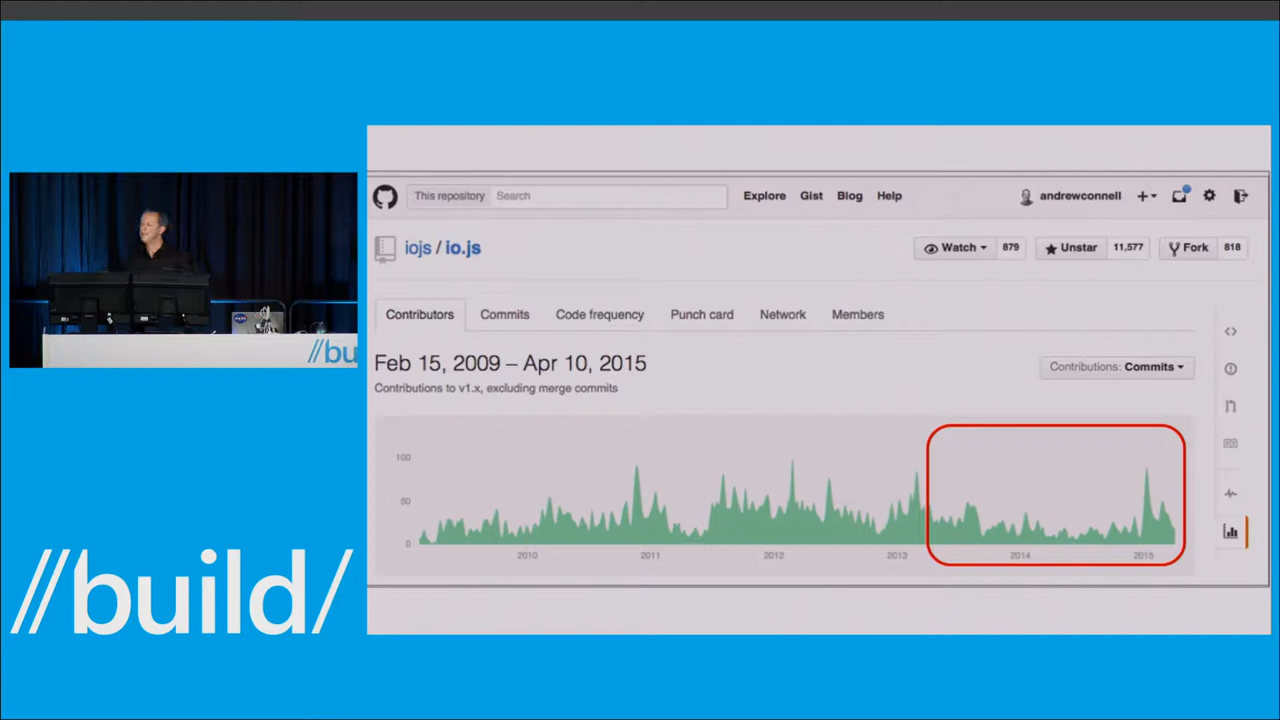 This repository Search Explore Gist Blog Help andrewconnell
iojs / io.js Watch 879 Unstar 11,577 Fork 818
Contributors Commits Code frequency Punch card Network Members
Feb 15, 2009 – Apr 10, 2015 Contributions: Commits
Contributions to v1.x, excluding merge commits
100
50
0
2010 2011 2012 2013 2014 2015
//bu
//build/